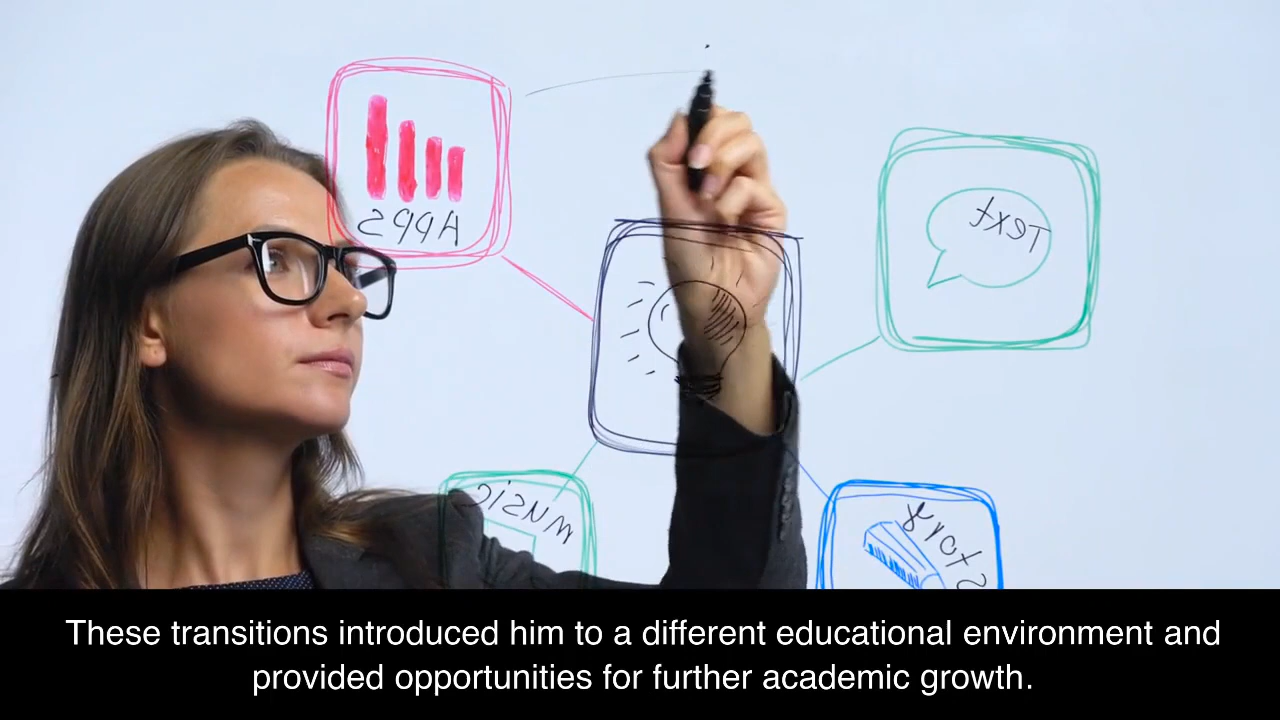 Apps
Text
music
Story
These transitions introduced him to a different educational environment and
provided opportunities for further academic growth.